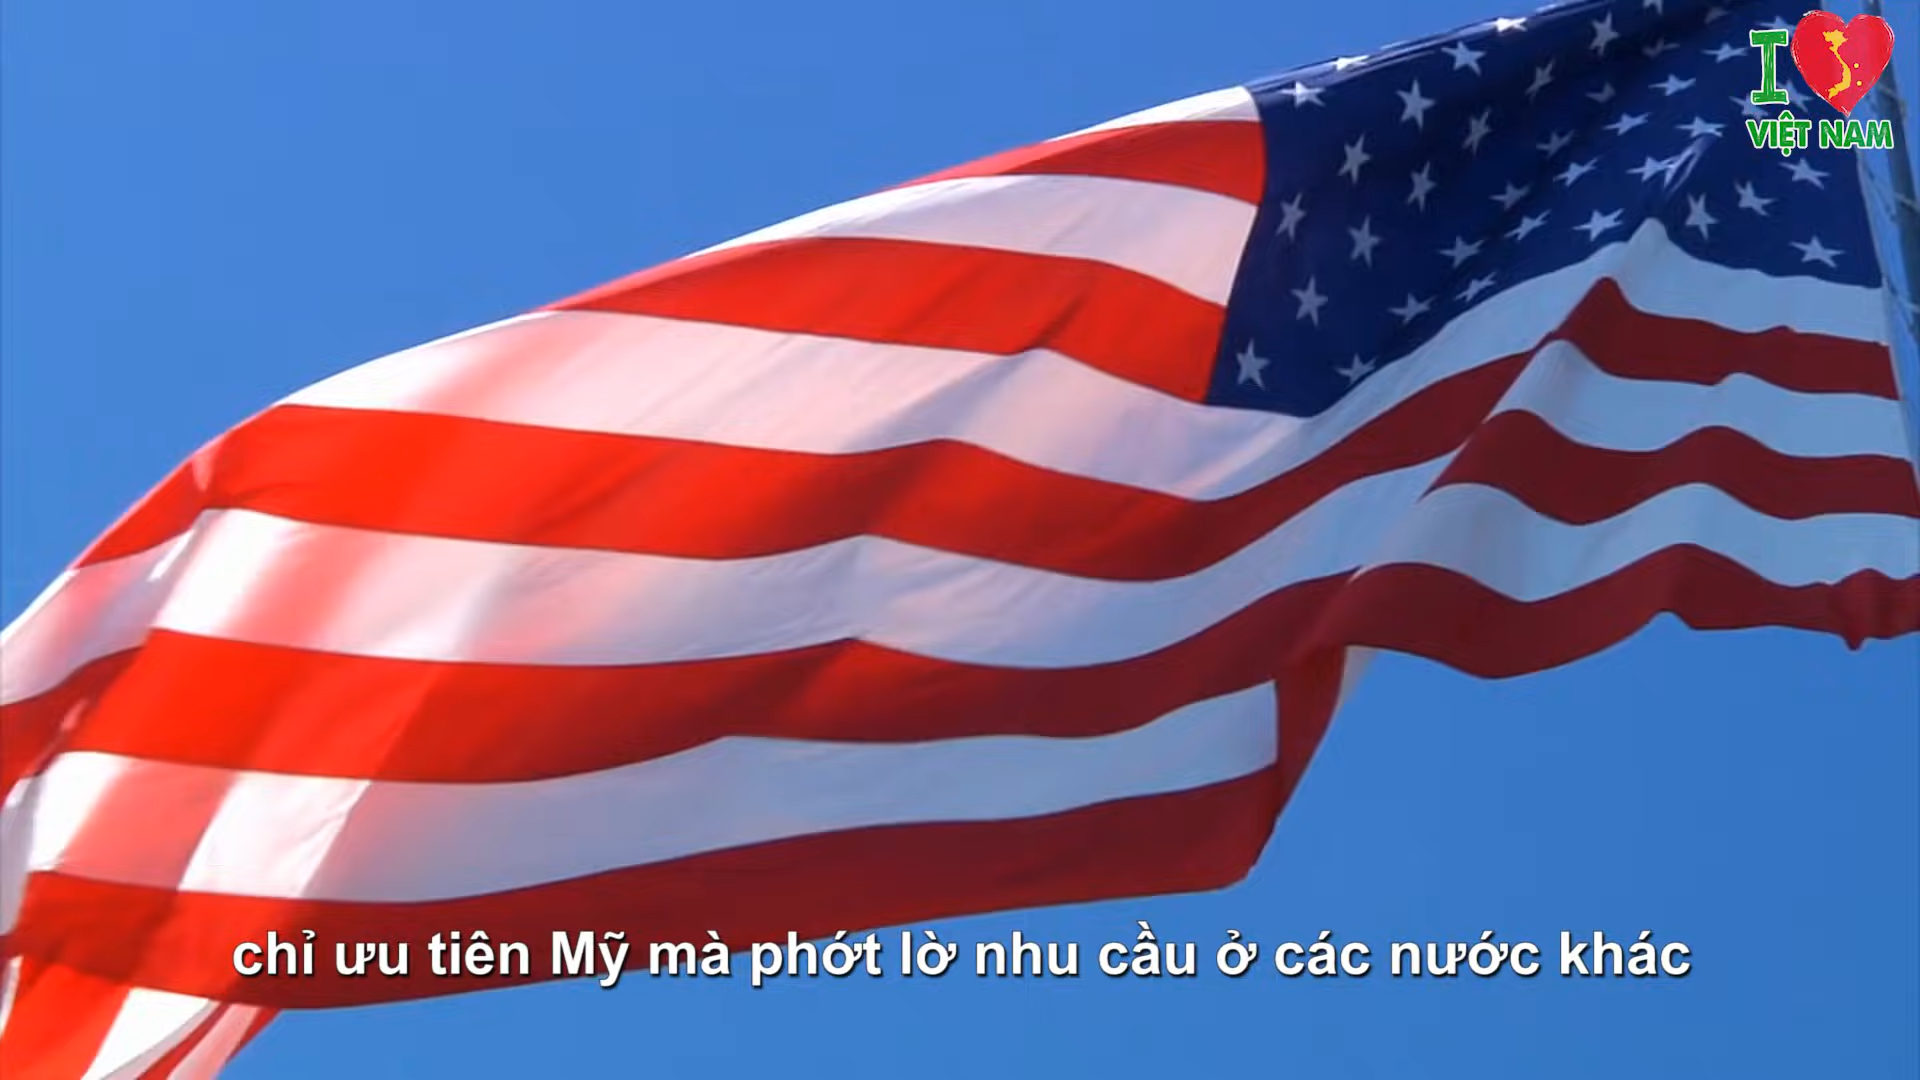 I
VIỆT NAM
chỉ ưu tiên Mỹ mà phớt lờ nhu cầu ở các nước khác